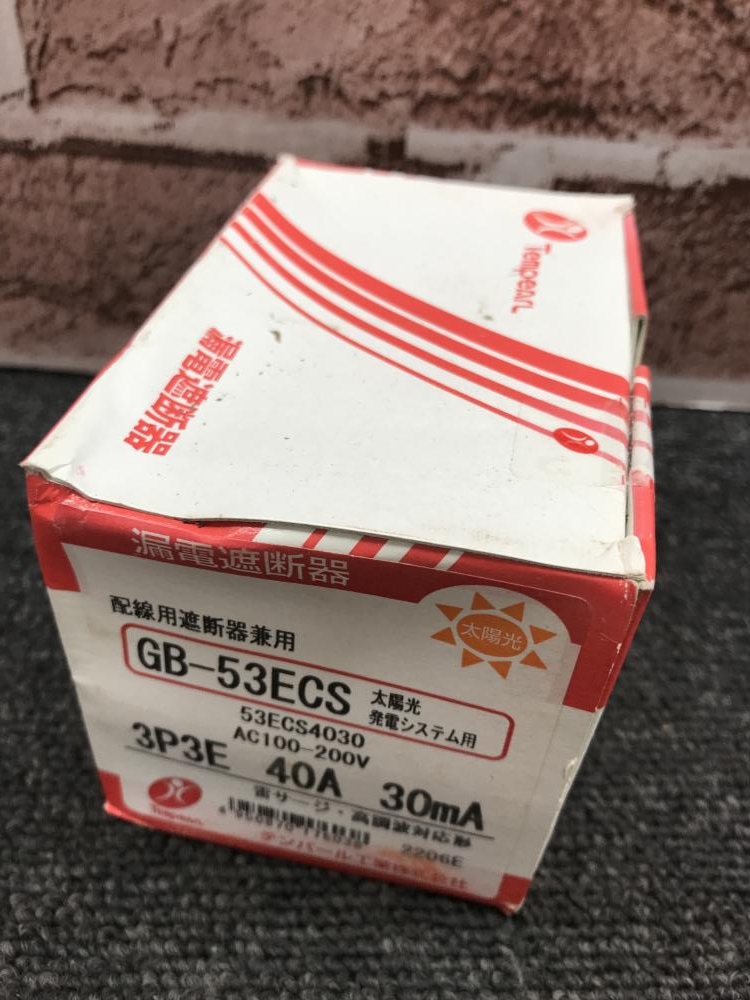 Tempearl
漏電遮断器
漏電遮断器
太陽光
配線用遮断器兼用
GB-53ECS 太陽光
発電システム用
53ECS4030
AC100-200V
3P3E 40A 30mA
雷サージ・高調波対応形
Tempearl
2206E
テンパール工業株式会社